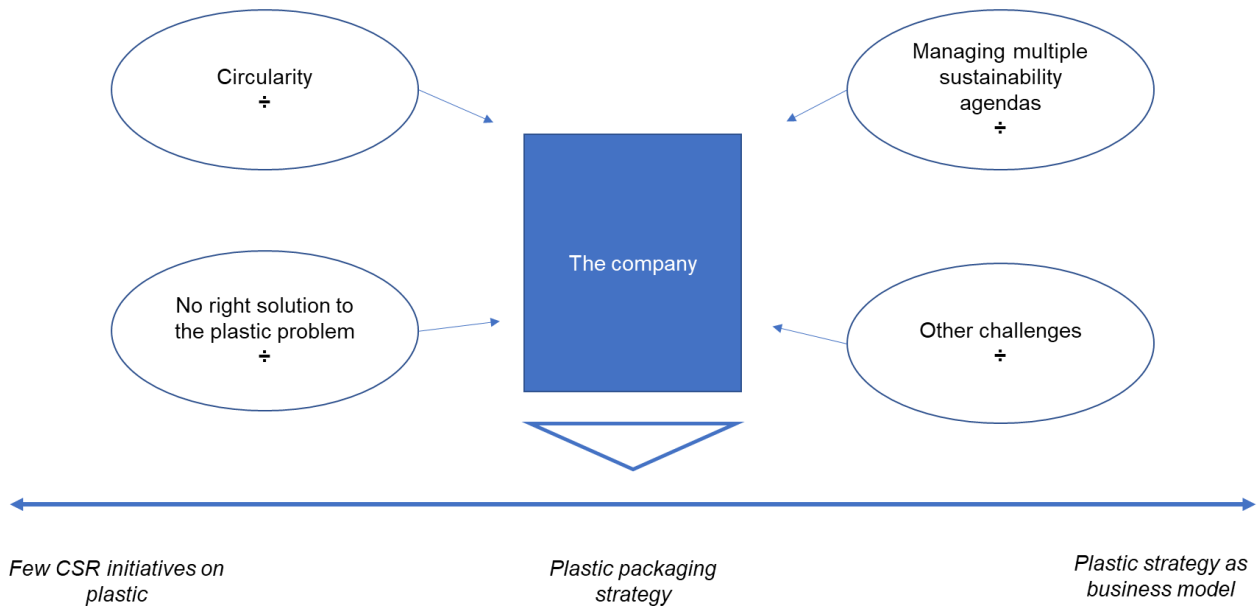 Circularity
÷
Managing multiple
sustainability
agendas
÷
The company
No right solution to
the plastic problem
÷
Other challenges
÷
Few CSR initiatives on
plastic
Plastic packaging
strategy
Plastic strategy as
business model